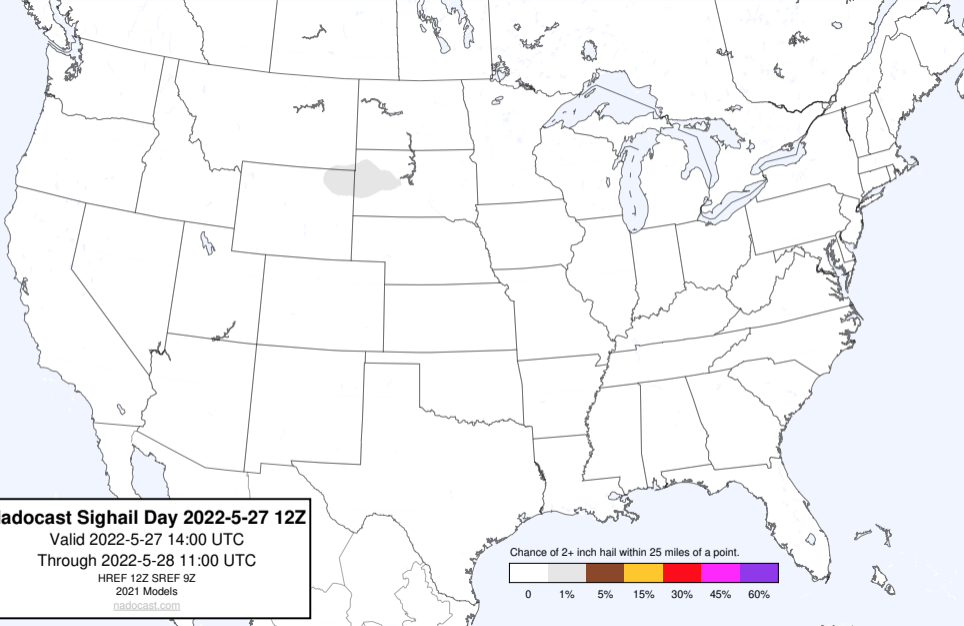 adocast Sighail Day 2022-5-27 12Z
Valid 2022-5-27 14:00 UTC
Through 2022-5-28 11:00 UTC
HREF 12Z SREF 9Z
2021 Models
nadocast.com
Chance of 2+ inch hail within 25 miles of a point.
0 1% 5% 15% 30% 45% 60%